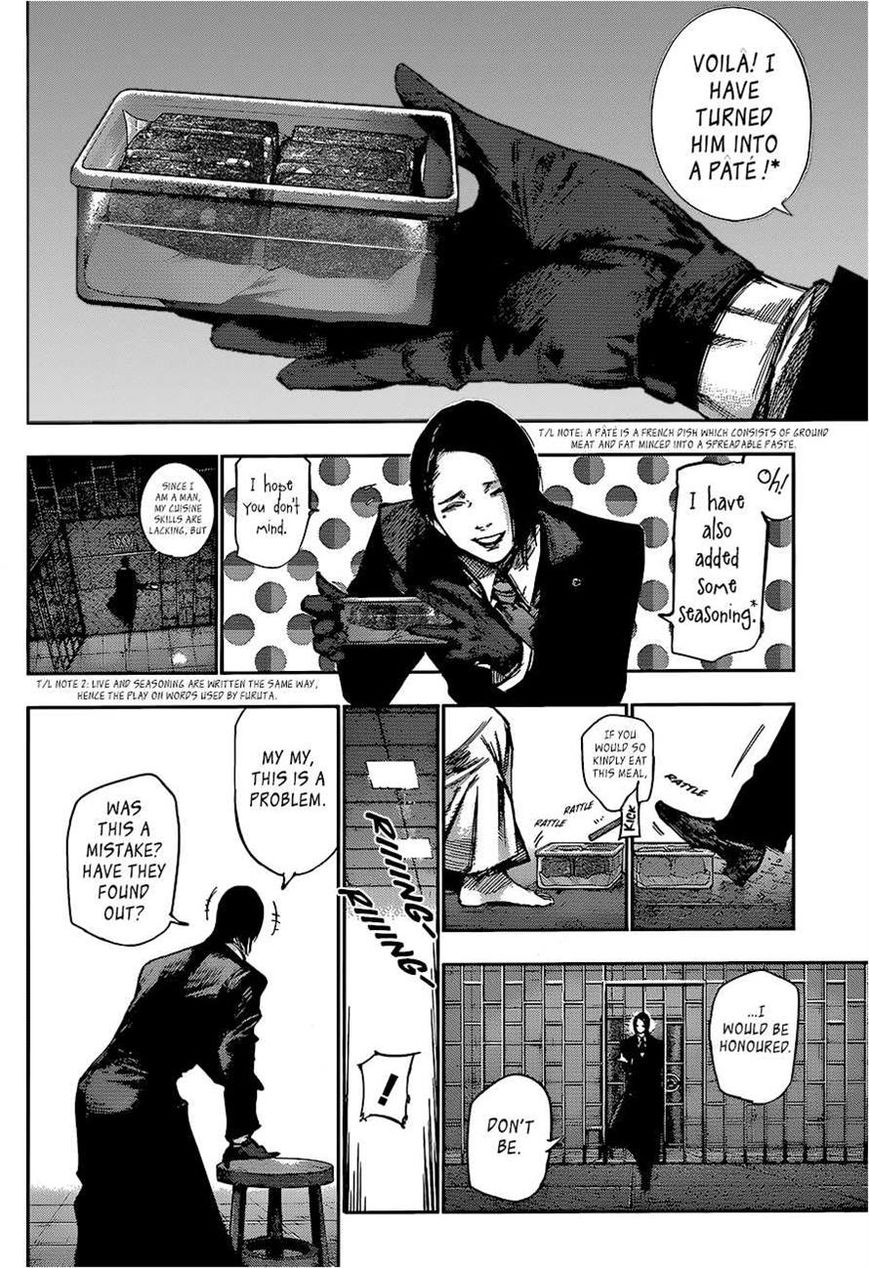 VOILÀ! I
HAVE
TURNED
HIM INTO
A PÂTÉ!*
T/L NOTE: A PÂTÉ IS A FRENCH DISH WHICH CONSISTS OF GROUND
MEAT AND FAT MINCED INTO A SPREADABLE PASTE.
Oh!
I have
also
added
some
seasoning.*
I hope
you don't
mind.
SINCE I
AM A MAN,
MY CUISINE
SKILLS ARE
LACKING, BUT
T/L NOTE 2: LIVE AND SEASONING ARE WRITTEN THE SAME WAY,
HENCE THE PLAY ON WORDS USED BY FURUTA.
RATTLE
KICK
IF YOU
WOULD SO
KINDLY EAT
THIS MEAL,
RATTLE
RATTLE
...I
WOULD BE
HONOURED.
DON'T
BE.
RIIIING'
RIIIING'
!
MY MY,
THIS IS A
PROBLEM.
WAS
THIS A
MISTAKE?
HAVE THEY
FOUND
OUT?